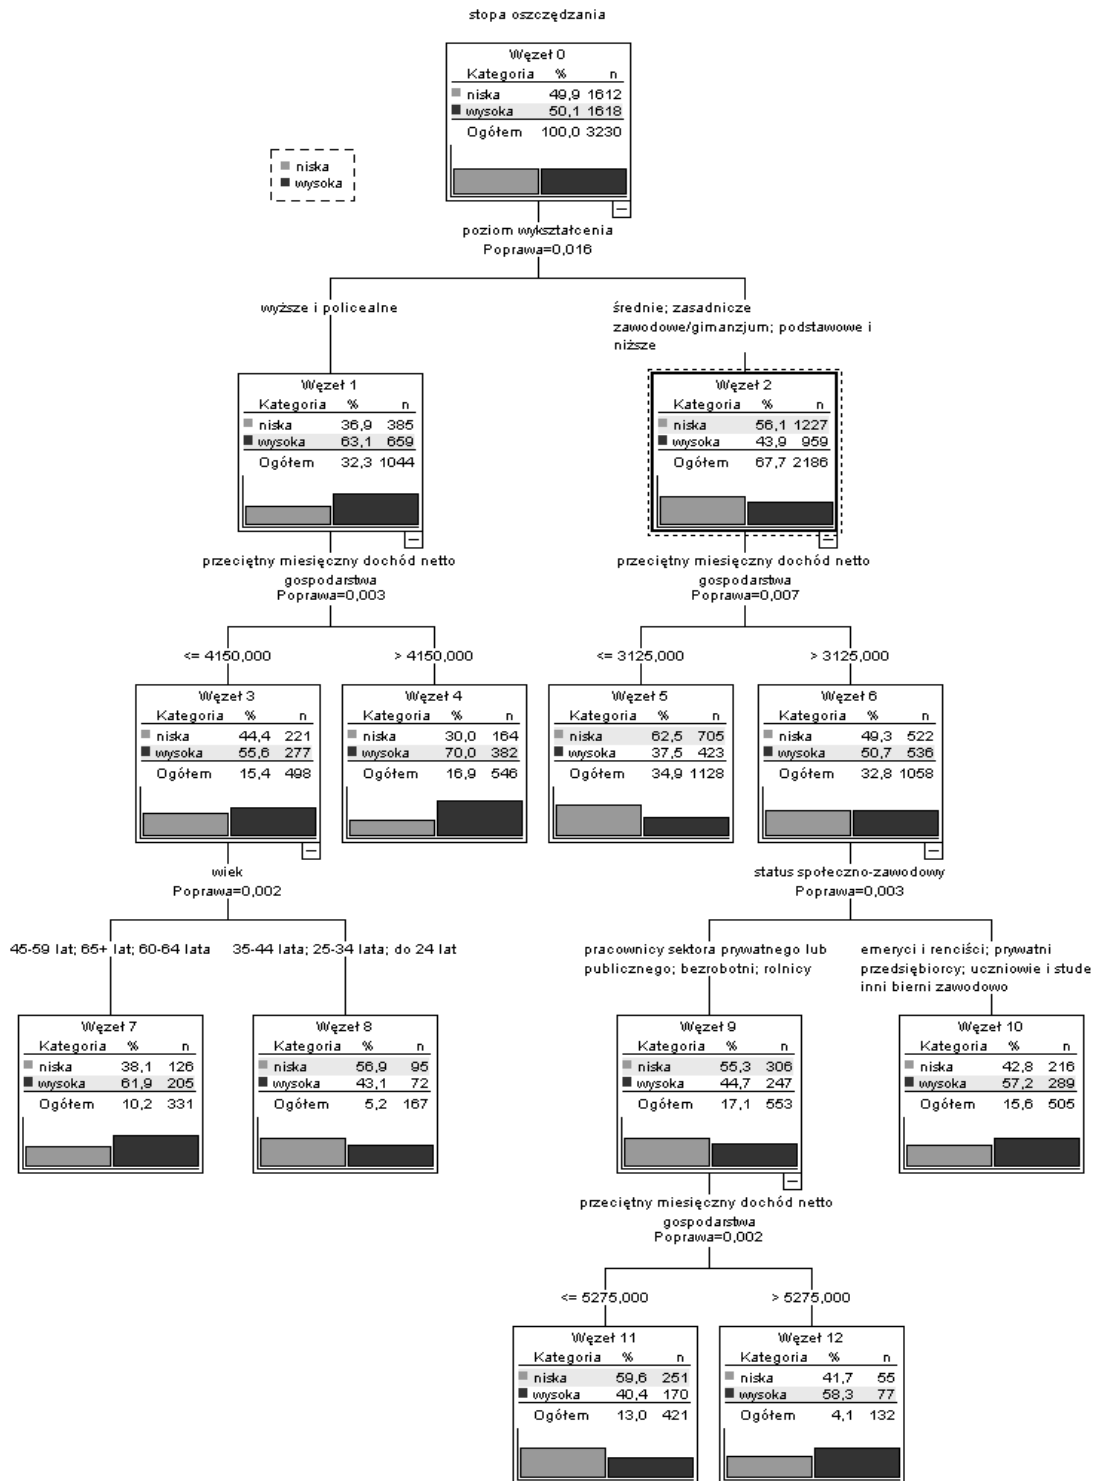 stopa oszczędzania
Węzeł 0
Kategoria % n
niska 49,9 1612
wysoka 50,1 1618
Ogółem 100,0 3230
niska
wysoka
poziom wykształcenia
Poprawa=0,016
wyższe i policealne
średnie; zasadnicze
zawodowe/gimanzjum; podstawowe i
niższe
Węzeł 1
Kategoria % n
niska 36,9 385
wysoka 63,1 659
Ogółem 32,3 1044
Węzeł 2
Kategoria % n
niska 56,1 1227
wysoka 43,9 959
Ogółem 67,7 2186
przeciętny miesięczny dochód netto
gospodarstwa
Poprawa=0,003
przeciętny miesięczny dochód netto
gospodarstwa
Poprawa=0,007
<= 4150,000
> 4150,000
<= 3125,000
> 3125,000
Węzeł 3
Kategoria % n
niska 44,4 221
wysoka 55,6 277
Ogółem 15,4 498
Węzeł 4
Kategoria % n
niska 30,0 164
wysoka 70,0 382
Ogółem 16,9 546
Węzeł 5
Kategoria % n
niska 62,5 705
wysoka 37,5 423
Ogółem 34,9 1128
Węzeł 6
Kategoria % n
niska 49,3 522
wysoka 50,7 536
Ogółem 32,8 1058
wiek
Poprawa=0,002
status społeczno-zawodowy
Poprawa=0,003
45-59 lat; 65+ lat; 60-64 lata
35-44 lata; 25-34 lata; do 24 lat
pracownicy sektora prywatnego lub
publicznego; bezrobotni; rolnicy
emeryci i renciści; prywatni
przedsiębiorcy; uczniowie i stude
inni bierni zawodowo
Węzeł 7
Kategoria % n
niska 38,1 126
wysoka 61,9 205
Ogółem 10,2 331
Węzeł 8
Kategoria % n
niska 56,9 95
wysoka 43,1 72
Ogółem 5,2 167
Węzeł 9
Kategoria % n
niska 55,3 306
wysoka 44,7 247
Ogółem 17,1 553
Węzeł 10
Kategoria % n
niska 42,8 216
wysoka 57,2 289
Ogółem 15,6 505
przeciętny miesięczny dochód netto
gospodarstwa
Poprawa=0,002
<= 5275,000
> 5275,000
Węzeł 11
Kategoria % n
niska 59,6 251
wysoka 40,4 170
Ogółem 13,0 421
Węzeł 12
Kategoria % n
niska 41,7 55
wysoka 58,3 77
Ogółem 4,1 132